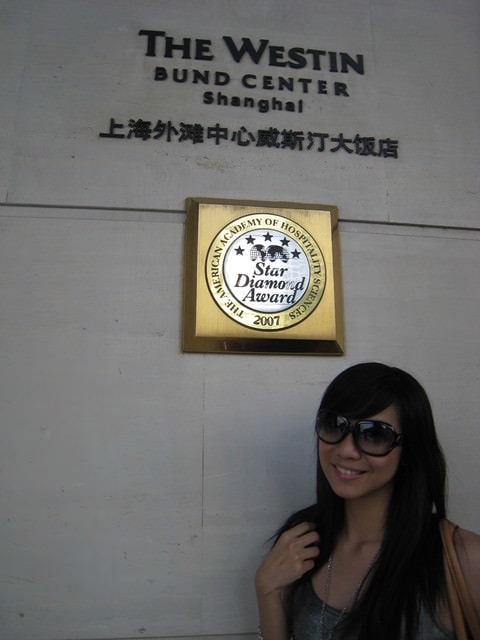 THE WESTIN
BUND CENTER
Shanghai
上海外滩中心威斯汀大饭店
THE AMERICAN ACADEMY OF HOSPITALITY SCIENCES
Star
Diamond
Award
2007